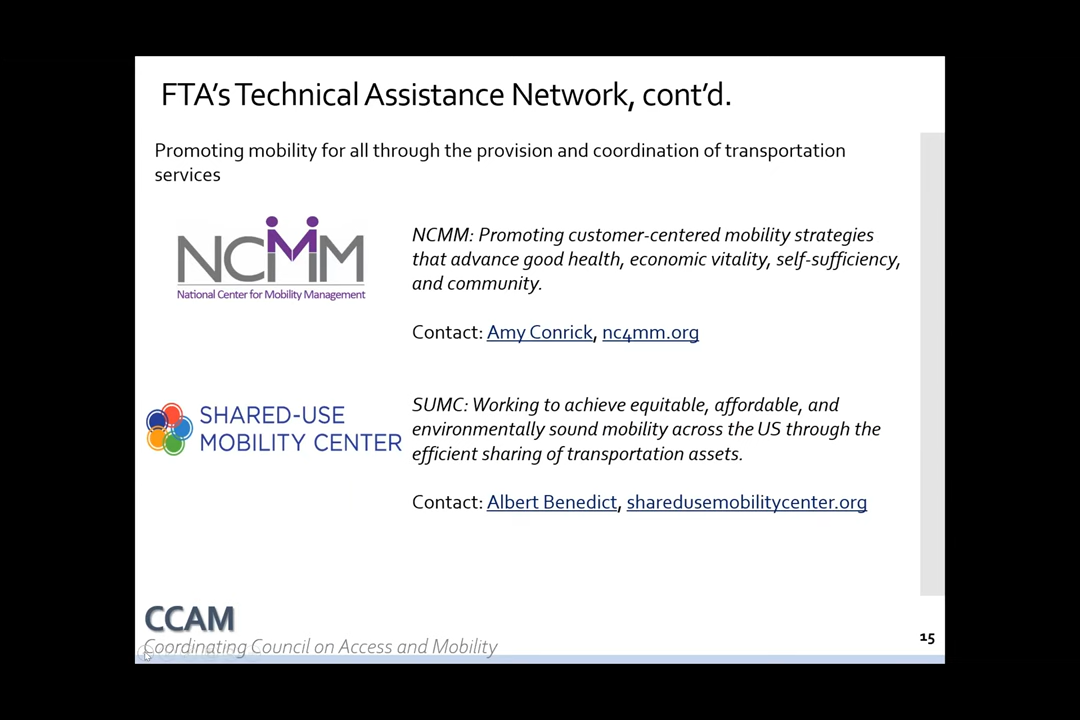 FTA's Technical Assistance Network, cont'd.
Promoting mobility for all through the provision and coordination of transportation
services
NCMM
National Center for Mobility Management
NCMM: Promoting customer-centered mobility strategies
that advance good health, economic vitality, self-sufficiency,
and community.
Contact: Amy Conrick, nc4mm.org
SHARED-USE
MOBILITY CENTER
SUMC: Working to achieve equitable, affordable, and
environmentally sound mobility across the US through the
efficient sharing of transportation assets.
Contact: Albert Benedict, sharedusemobilitycenter.org
CCAM
Coordinating Council on Access and Mobility
15